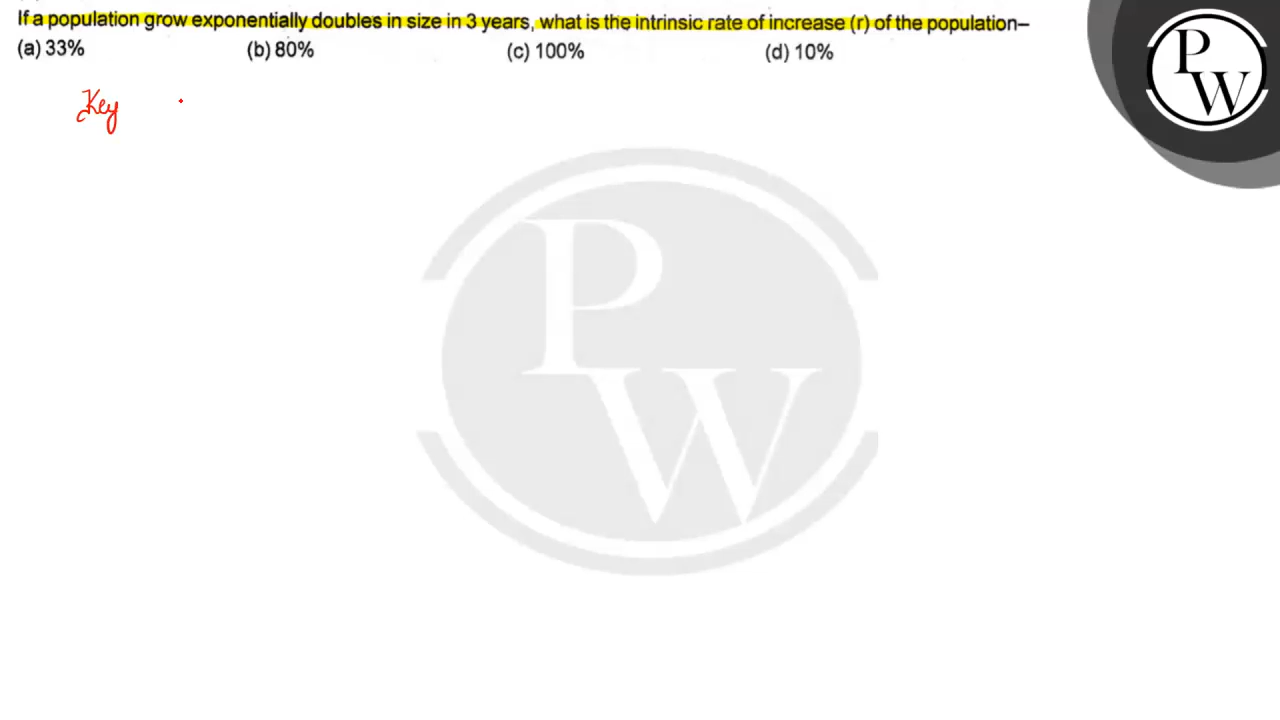 If a population grow exponentially doubles in size in 3 years, what is the intrinsic rate of increase (r) of the population–
(a) 33% (b) 80% (c) 100% (d) 10%
Key
P
W
P
W